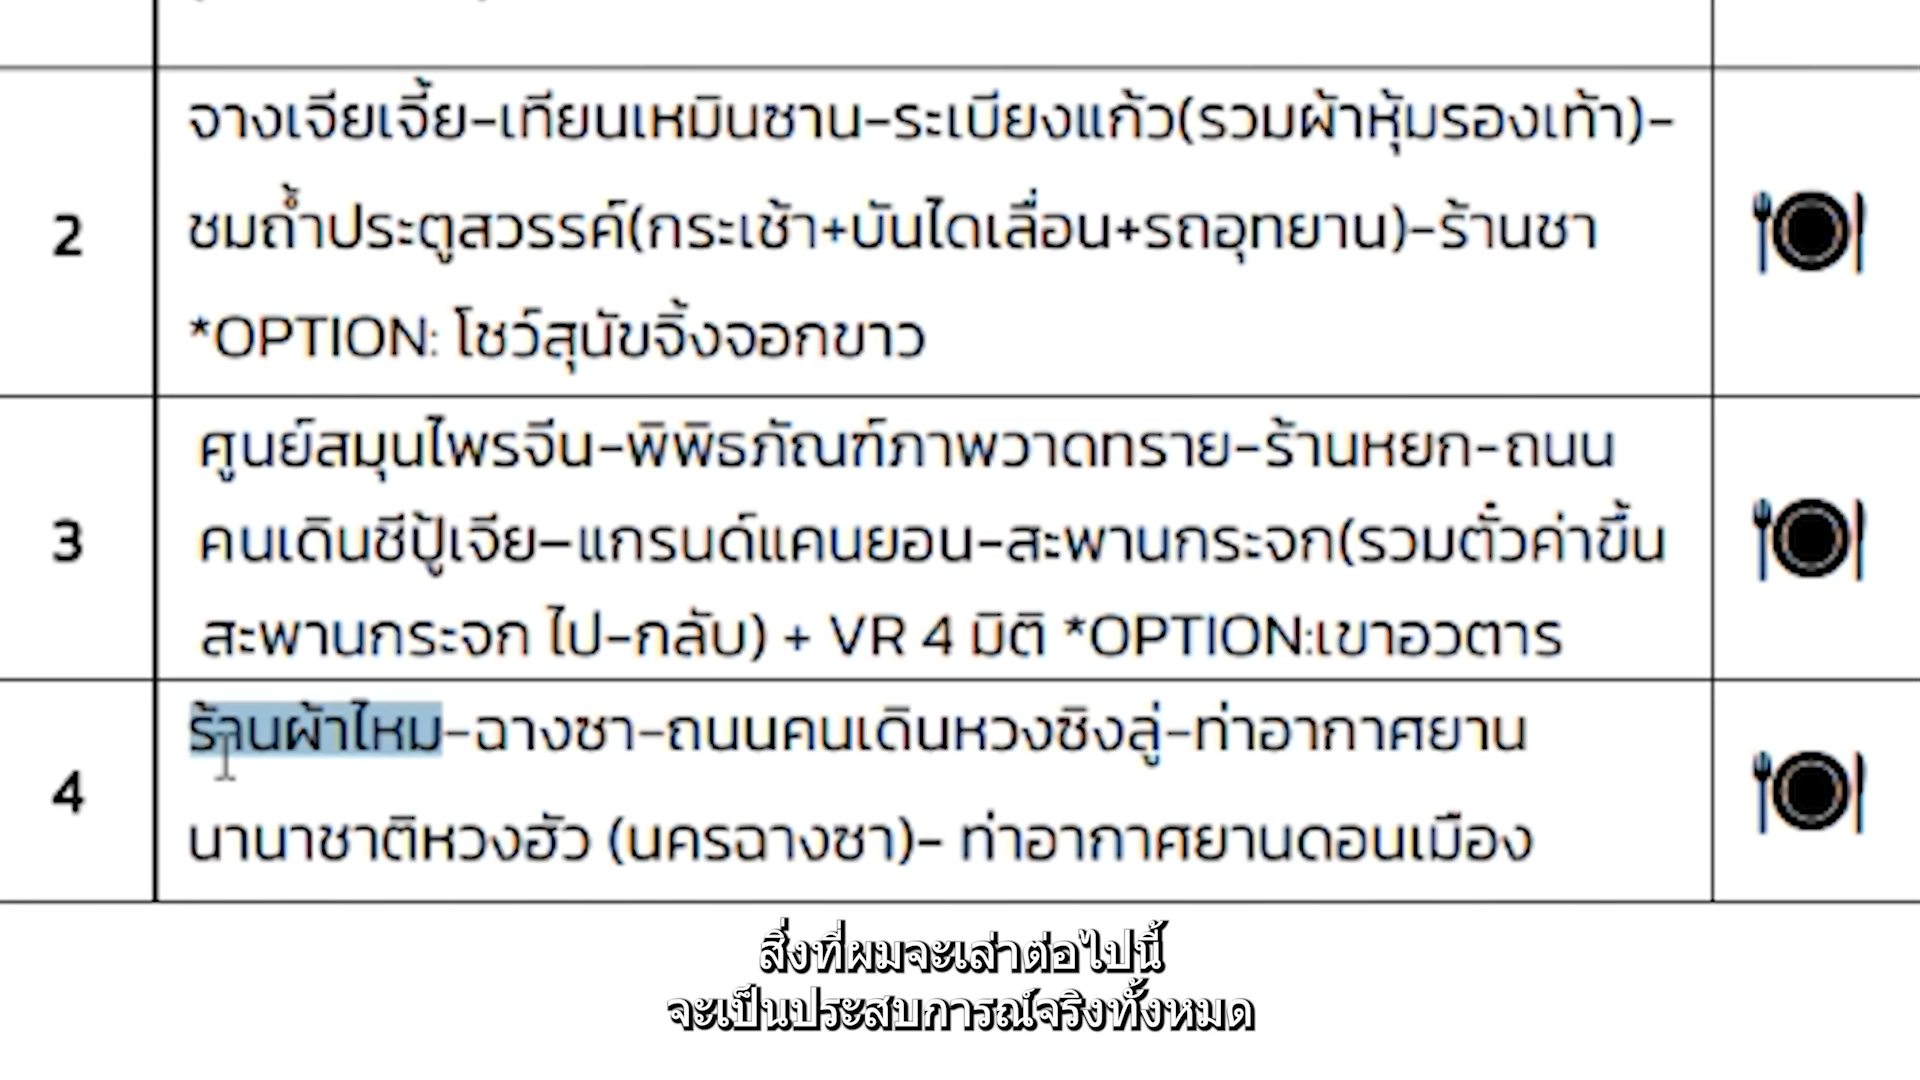 2
จางเจียเจี้ย-เทียนเหมินซาน-ระเบียงแก้ว(รวมผ้าหุ้มรองเท้า)-
ชมถ้ำประตูสวรรค์(กระเช้า+บันไดเลื่อน+รถอุทยาน)-ร้านชา
*OPTION: โชว์สุนัขจิ้งจอกขาว
3
ศูนย์สมุนไพรจีน-พิพิธภัณฑ์ภาพวาดทราย-ร้านหยก-ถนน
คนเดินซีปู้เจีย–แกรนด์แคนยอน-สะพานกระจก(รวมตั๋วค่าขึ้น
สะพานกระจก ไป-กลับ) + VR 4 มิติ *OPTION:เขาอวตาร
4
ร้านผ้าไหม-ฉางซา-ถนนคนเดินหวงซิงลู่-ท่าอากาศยาน
นานาชาติหวงฮัว (นครฉางซา)- ท่าอากาศยานดอนเมือง
สิ่งที่ผมจะเล่าต่อไปนี้
จะเป็นประสบการณ์จริงทั้งหมด